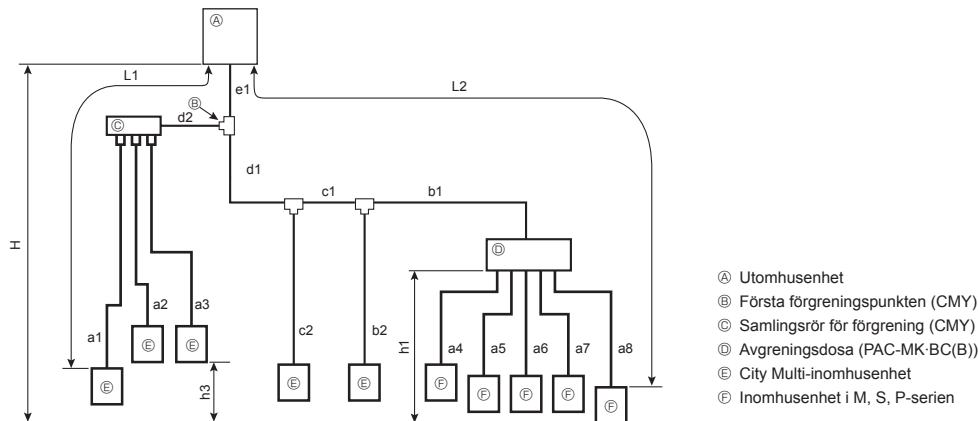 Ⓐ
L1
e1
L2
Ⓑ
Ⓒ
d2
d1
c1
b1
H
Ⓓ
a1
a2
a3
Ⓔ
Ⓔ
Ⓔ
h3
c2
b2
Ⓔ
Ⓔ
h1
a4
a5
a6
a7
a8
Ⓕ
Ⓕ
Ⓕ
Ⓕ
Ⓕ
Ⓐ Utomhusenhet
Ⓑ Första förgreningspunkten (CMY)
Ⓒ Samlingsrör för förgrening (CMY)
Ⓓ Avgreningsdosa (PAC-MK·BC(B))
Ⓔ City Multi-inomhusenhet
Ⓕ Inomhusenhet i M, S, P-serien